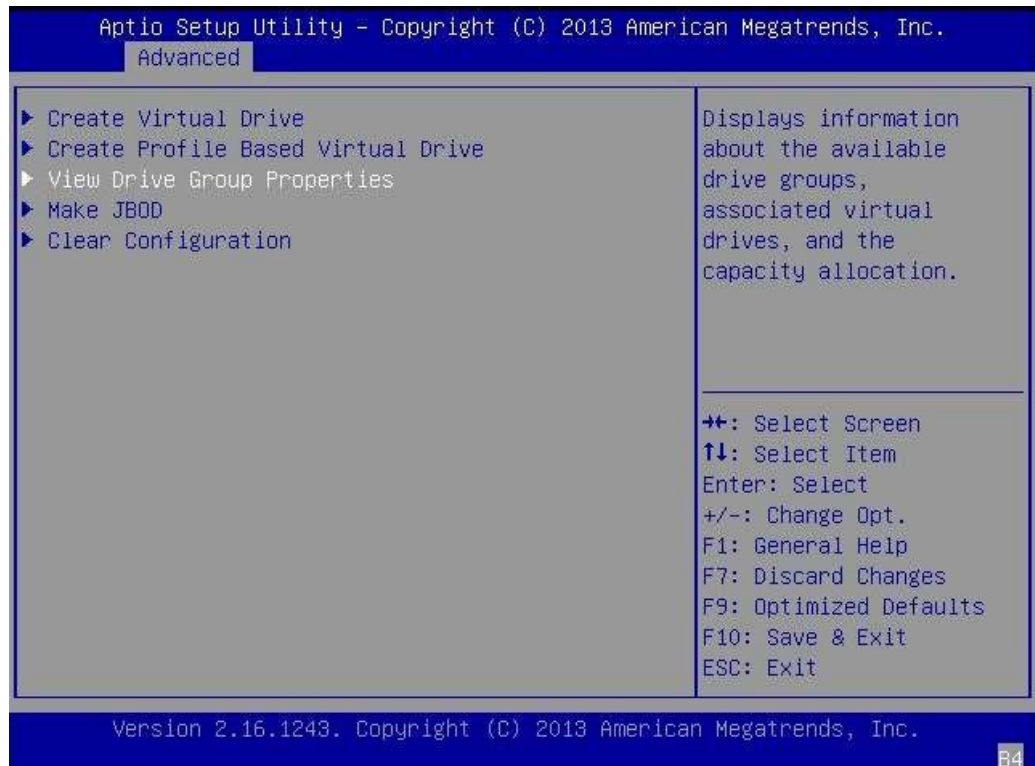 Aptio Setup Utility – Copyright (C) 2013 American Megatrends, Inc.
Advanced
Create Virtual Drive
Create Profile Based Virtual Drive
View Drive Group Properties
Make JBOD
Clear Configuration
Displays information
about the available
drive groups,
associated virtual
drives, and the
capacity allocation.
→←: Select Screen
↑↓: Select Item
Enter: Select
+/-: Change Opt.
F1: General Help
F7: Discard Changes
F9: Optimized Defaults
F10: Save & Exit
ESC: Exit
Version 2.16.1243. Copyright (C) 2013 American Megatrends, Inc.
B4